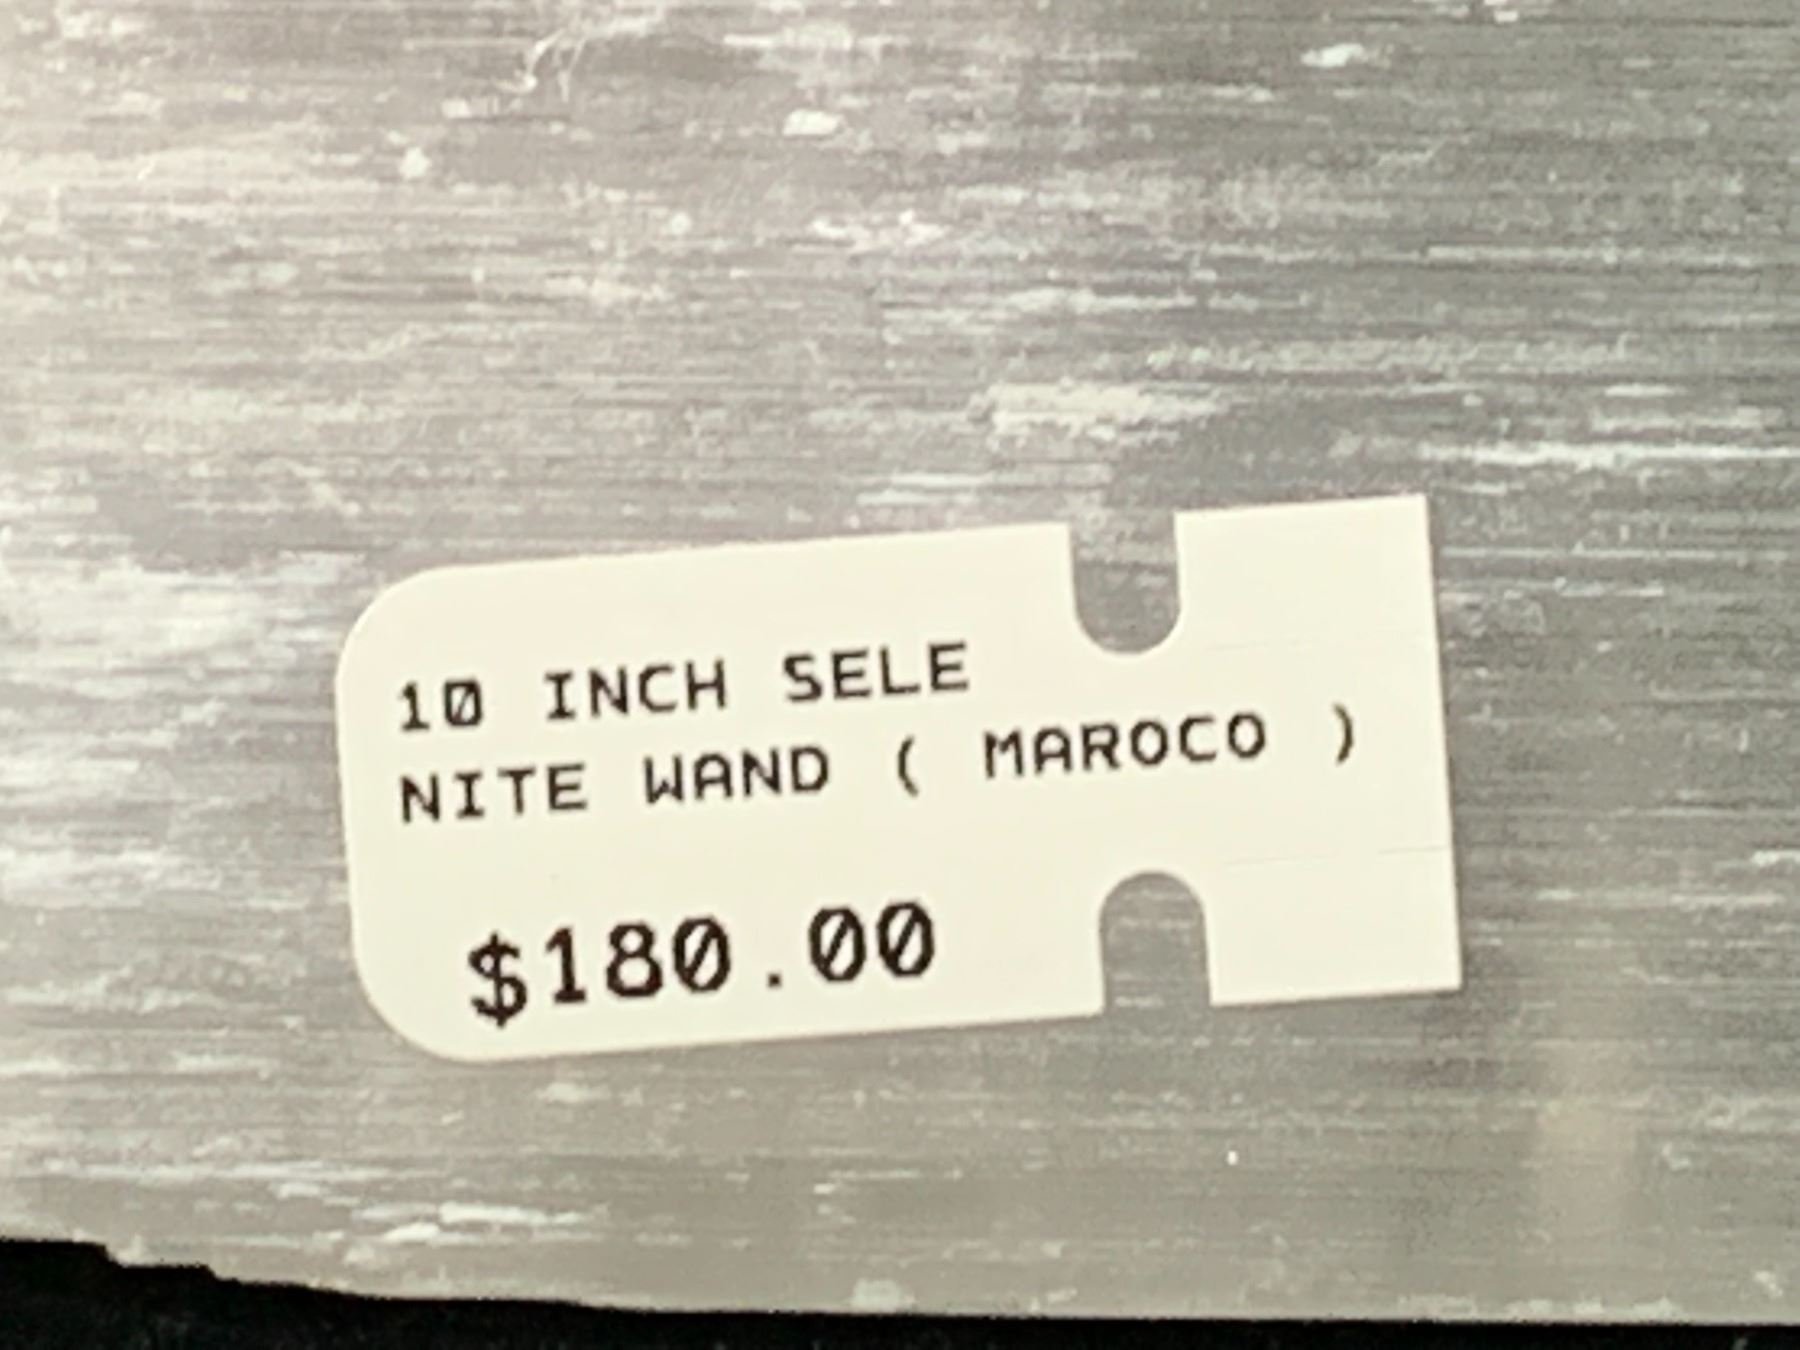 10 INCH SELE
NITE WAND ( MAROCO )
$180.00